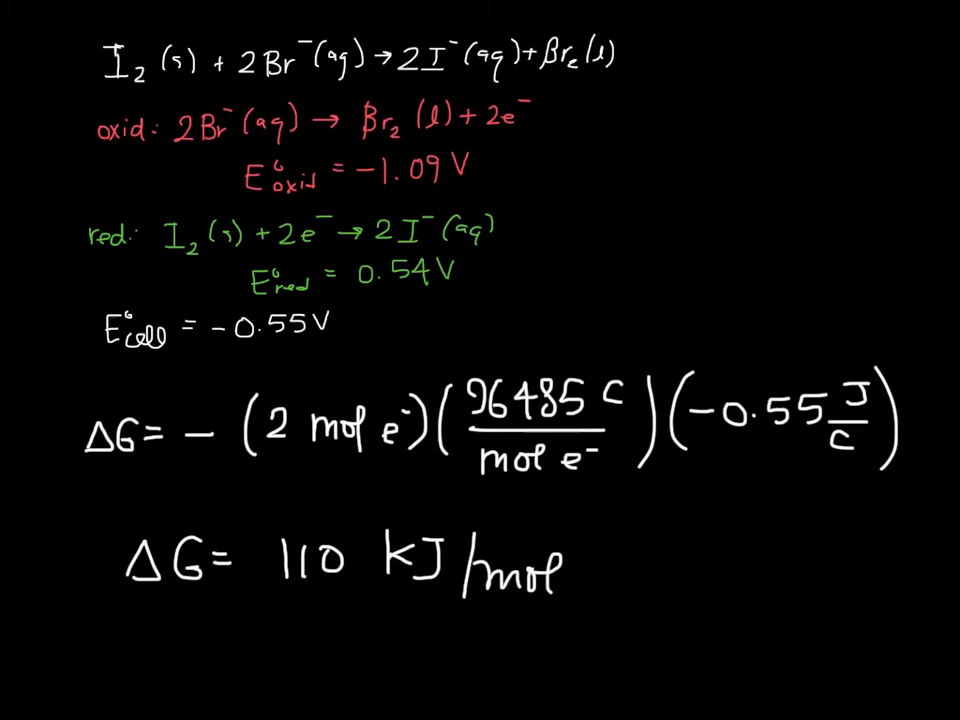 I₂ (s) + 2Br⁻ (aq) → 2I⁻ (aq) + Br₂ (l)
oxid: 2Br⁻ (aq) → Br₂ (l) + 2e⁻
E°oxid = -1.09 V
red: I₂ (s) + 2e⁻ → 2I⁻ (aq)
E°red = 0.54 V
E°cell = -0.55 V
ΔG = - (2 mol e⁻) (96485 C / mol e⁻) (-0.55 J/C)
ΔG = 110 kJ/mol